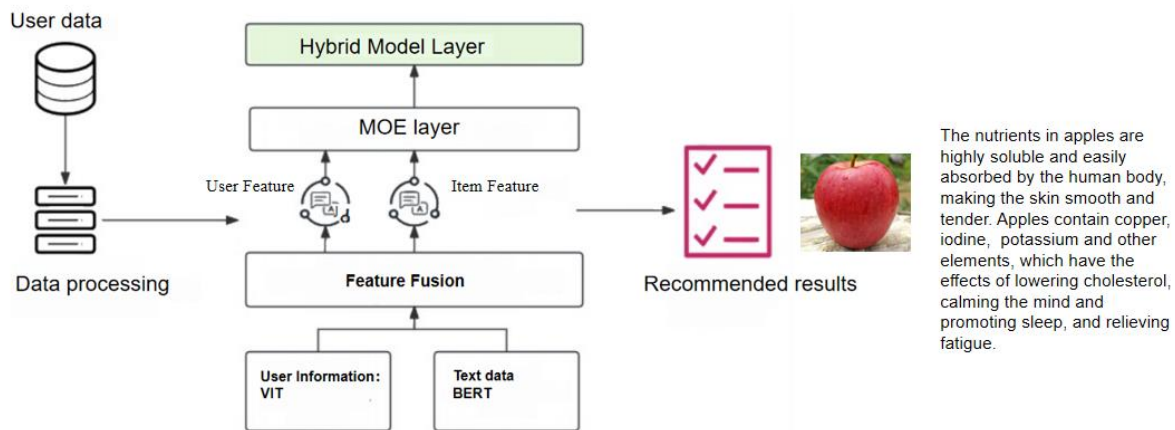 User data
Hybrid Model Layer
MOE layer
User Feature
Item Feature
Data processing
Feature Fusion
Recommended results
User Information:
VIT
Text data
BERT
The nutrients in apples are
highly soluble and easily
absorbed by the human body,
making the skin smooth and
tender. Apples contain copper,
iodine, potassium and other
elements, which have the
effects of lowering cholesterol,
calming the mind and
promoting sleep, and relieving
fatigue.